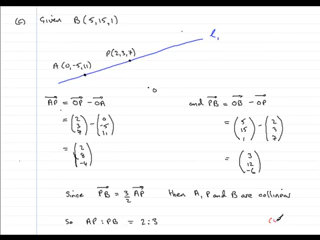 (c) Given B(5,15,1)
l₁
P(2,3,7)
A(0,-5,11)
o
AP = OP - OA and PB = OB - OP
= (2 3 7) - (0 -5 11) = (5 15 1) - (2 3 7)
= (2 8 -4) = (3 12 -6)
Since PB = 3/2 AP then A, P and B are collinear
So AP : PB = 2:3